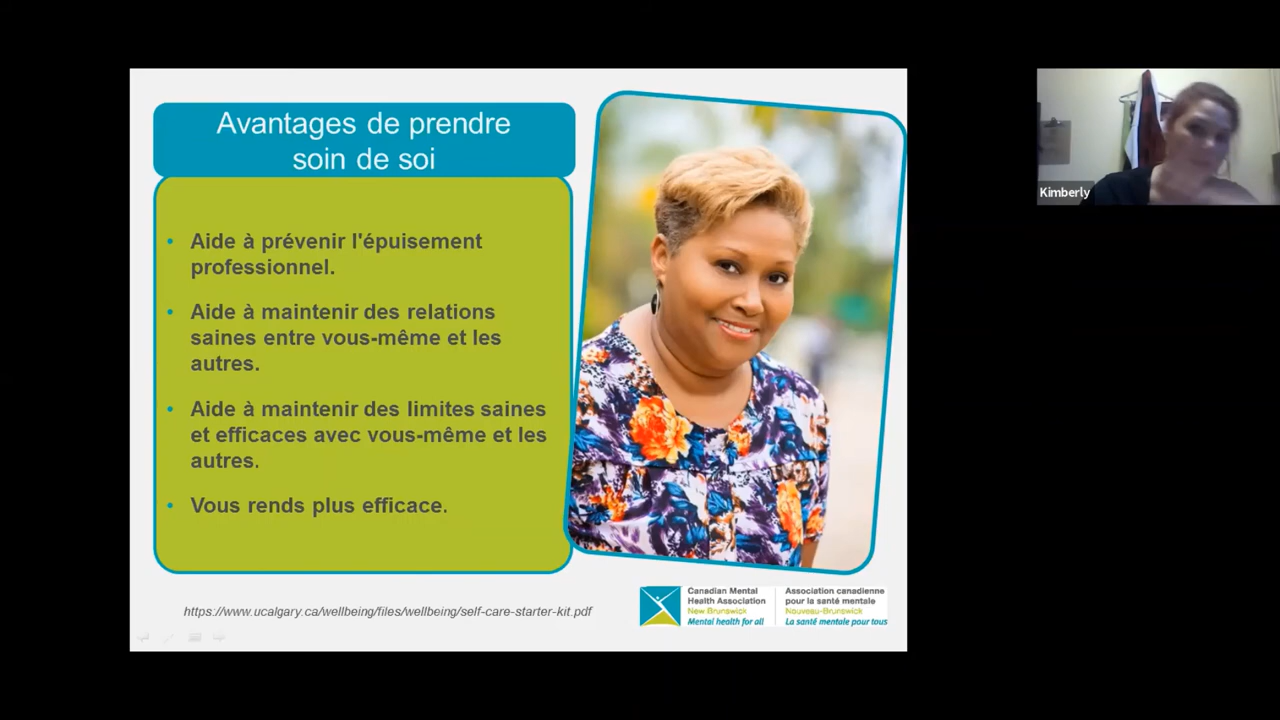 Avantages de prendre
soin de soi
• Aide à prévenir l'épuisement
professionnel.
• Aide à maintenir des relations
saines entre vous-même et les
autres.
• Aide à maintenir des limites saines
et efficaces avec vous-même et les
autres.
• Vous rends plus efficace.
https://www.ucalgary.ca/wellbeing/files/wellbeing/self-care-starter-kit.pdf
Canadian Mental
Health Association
New Brunswick
Mental health for all
Association canadienne
pour la santé mentale
Nouveau-Brunswick
La santé mentale pour tous
Kimberly